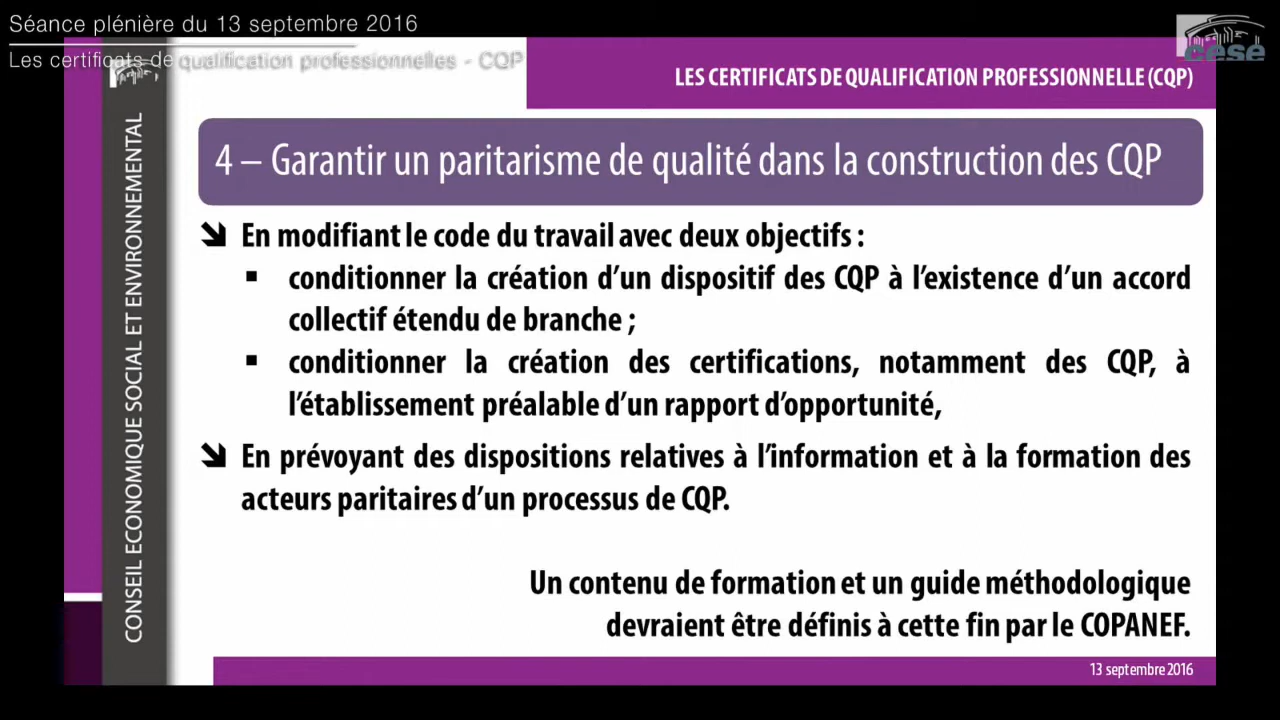 Séance plénière du 13 septembre 2016
Les certificats de qualification professionnelles - CQP
cese
LES CERTIFICATS DE QUALIFICATION PROFESSIONNELLE (CQP)
CONSEIL ECONOMIQUE SOCIAL ET ENVIRONNEMENTAL
4 – Garantir un paritarisme de qualité dans la construction des CQP
En modifiant le code du travail avec deux objectifs :
▪ conditionner la création d’un dispositif des CQP à l’existence d’un accord
collectif étendu de branche ;
▪ conditionner la création des certifications, notamment des CQP, à
l’établissement préalable d’un rapport d’opportunité,
En prévoyant des dispositions relatives à l’information et à la formation des
acteurs paritaires d’un processus de CQP.
Un contenu de formation et un guide méthodologique
devraient être définis à cette fin par le COPANEF.
13 septembre 2016